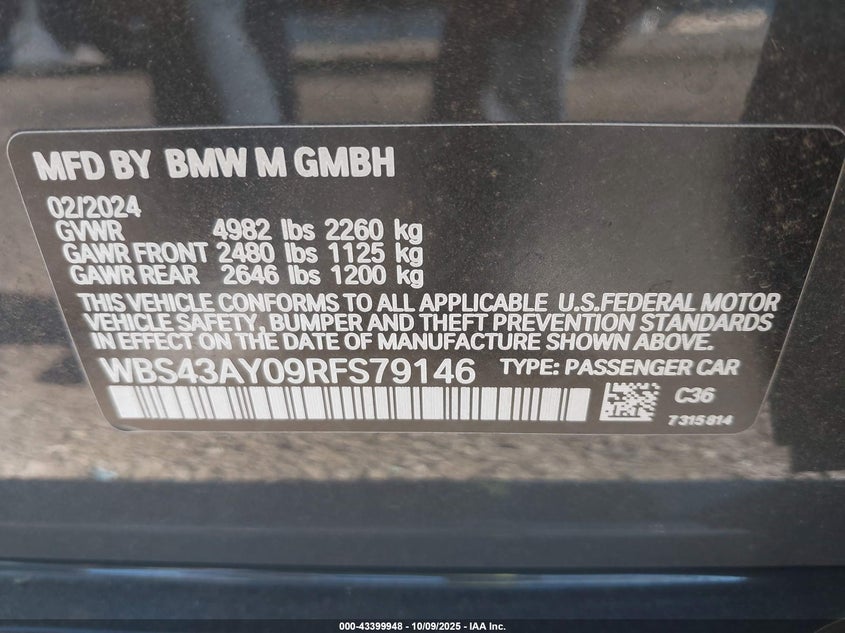 MFD BY BMW M GMBH
02/2024
GVWR 4982 lbs 2260 kg
GAWR FRONT 2480 lbs 1125 kg
GAWR REAR 2646 lbs 1200 kg
THIS VEHICLE CONFORMS TO ALL APPLICABLE U.S.FEDERAL MOTOR
VEHICLE SAFETY, BUMPER AND THEFT PREVENTION STANDARDS
IN EFFECT ON THE DATE OF MANUFACTURE SHOWN ABOVE.
WBS43AY09RFS79146 TYPE: PASSENGER CAR
C36
7 315 814
000-43399948 - 10/09/2025 - IAA Inc.